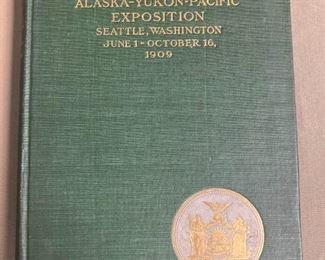 ALASKA-YUKON-PACIFIC
EXPOSITION
SEATTLE, WASHINGTON
JUNE 1-OCTOBER 16,
1909